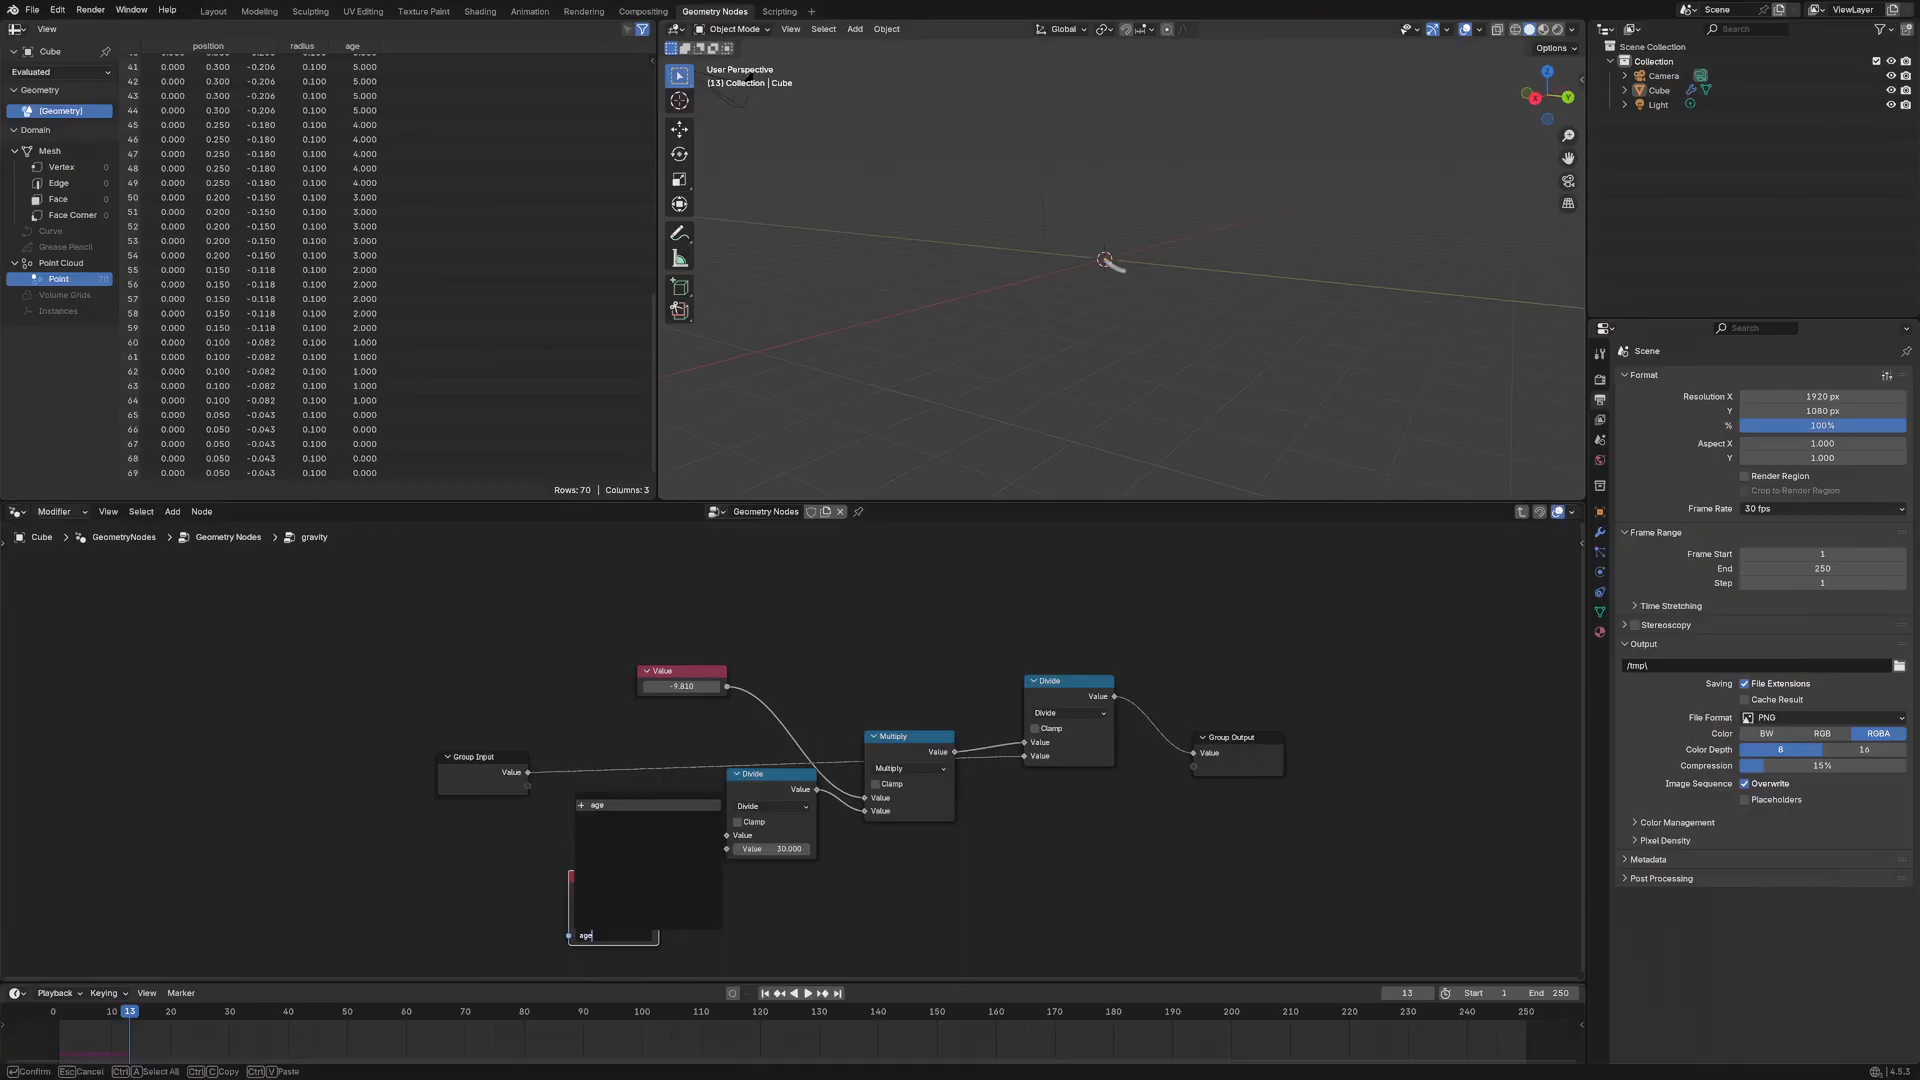 File Edit Render Window Help Layout Modeling Sculpting UV Editing Texture Paint Shading Animation Rendering Compositing Geometry Nodes Scripting + Scene ViewLayer
View
Object Mode View Select Add Object Global
Search
Options
Cube
position radius age
Evaluated
Geometry
(Geometry)
Domain
Mesh
Vertex 0
Edge 0
Face 0
Face Corner 0
Curve
Grease Pencil
Point Cloud
Point 70
Volume Grids
Instances
41 0.000 0.300 -0.206 0.100 5.000
42 0.000 0.300 -0.206 0.100 5.000
43 0.000 0.300 -0.206 0.100 5.000
44 0.000 0.300 -0.206 0.100 5.000
45 0.000 0.250 -0.180 0.100 4.000
46 0.000 0.250 -0.180 0.100 4.000
47 0.000 0.250 -0.180 0.100 4.000
48 0.000 0.250 -0.180 0.100 4.000
49 0.000 0.250 -0.180 0.100 4.000
50 0.000 0.200 -0.150 0.100 3.000
51 0.000 0.200 -0.150 0.100 3.000
52 0.000 0.200 -0.150 0.100 3.000
53 0.000 0.200 -0.150 0.100 3.000
54 0.000 0.200 -0.150 0.100 3.000
55 0.000 0.150 -0.118 0.100 2.000
56 0.000 0.150 -0.118 0.100 2.000
57 0.000 0.150 -0.118 0.100 2.000
58 0.000 0.150 -0.118 0.100 2.000
59 0.000 0.150 -0.118 0.100 2.000
60 0.000 0.100 -0.082 0.100 1.000
61 0.000 0.100 -0.082 0.100 1.000
62 0.000 0.100 -0.082 0.100 1.000
63 0.000 0.100 -0.082 0.100 1.000
64 0.000 0.100 -0.082 0.100 1.000
65 0.000 0.050 -0.043 0.100 0.000
66 0.000 0.050 -0.043 0.100 0.000
67 0.000 0.050 -0.043 0.100 0.000
68 0.000 0.050 -0.043 0.100 0.000
69 0.000 0.050 -0.043 0.100 0.000
Rows: 70 | Columns: 3
User Perspective
(13) Collection | Cube
Z
X
Y
Scene Collection
Collection
Camera
Cube
Light
Search
Scene
Format
Resolution X 1920 px
Y 1080 px
% 100%
Aspect X 1.000
Y 1.000
Render Region
Crop to Render Region
Frame Rate 30 fps
Frame Range
Frame Start 1
End 250
Step 1
Time Stretching
Stereoscopy
Output
/tmp\
Saving File Extensions
Cache Result
File Format PNG
Color BW RGB RGBA
Color Depth 8 16
Compression 15%
Image Sequence Overwrite
Placeholders
Color Management
Pixel Density
Metadata
Post Processing
Modifier View Select Add Node Geometry Nodes
Cube > GeometryNodes > Geometry Nodes > gravity
Value
-9.810
Group Input
Value
Divide
Value
Divide
Clamp
Value
Value 30.000
Multiply
Value
Multiply
Clamp
Value
Value
Divide
Value
Divide
Clamp
Value
Value
Group Output
Value
+ age
age
Playback Keying View Marker 13 Start 1 End 250
0 10 13 20 30 40 50 60 70 80 90 100 110 120 130 140 150 160 170 180 190 200 210 220 230 240 250
Confirm Esc Cancel Ctrl A Select All Ctrl C Copy Ctrl V Paste 4.5.3